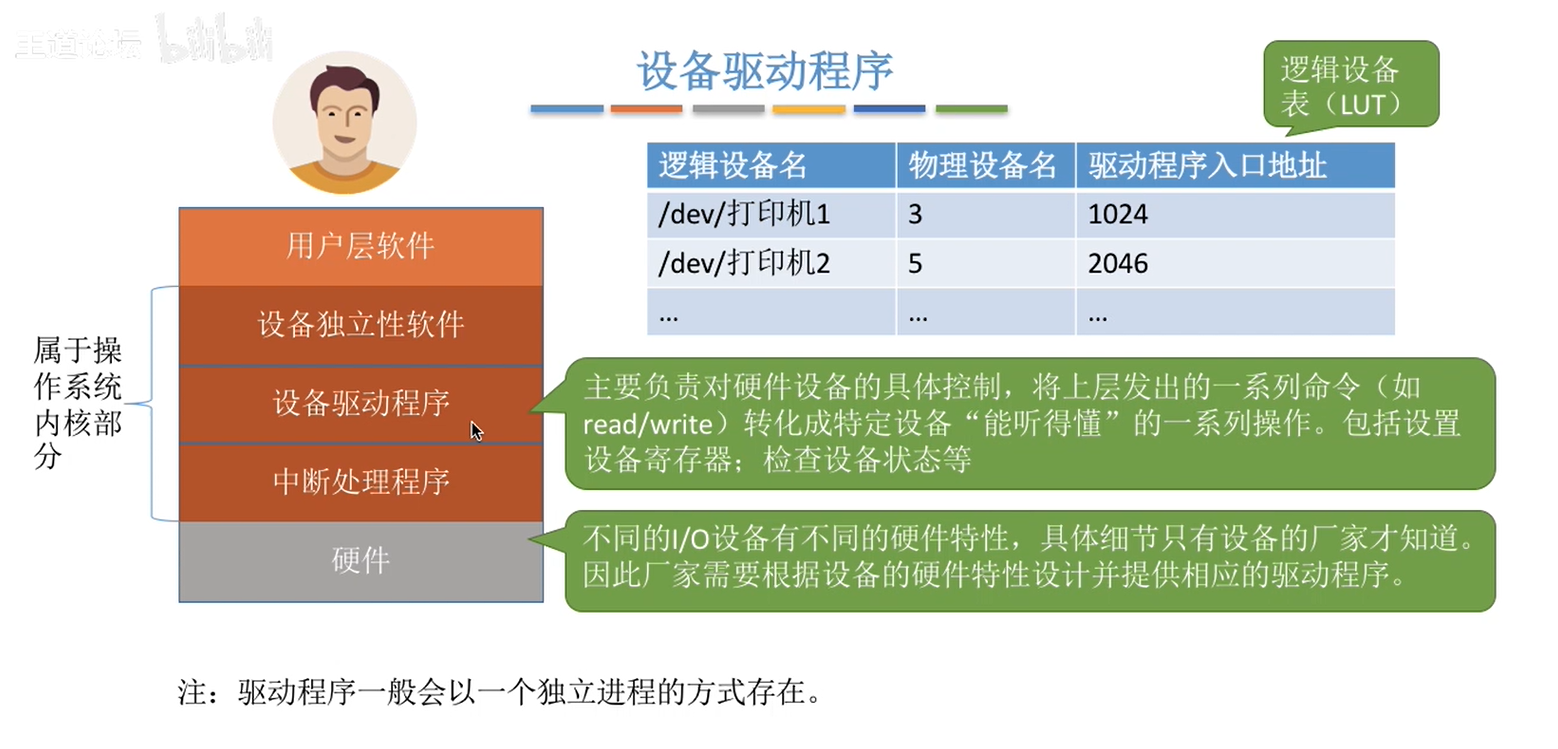 王道论坛 bilibili
设备驱动程序
逻辑设备
表（LUT）
逻辑设备名 物理设备名 驱动程序入口地址
/dev/打印机1 3 1024
/dev/打印机2 5 2046
... ... ...
用户层软件
设备独立性软件
设备驱动程序
中断处理程序
硬件
属于操
作系统
内核部
分
主要负责对硬件设备的具体控制，将上层发出的一系列命令（如
read/write）转化成特定设备“能听得懂”的一系列操作。包括设置
设备寄存器；检查设备状态等
不同的I/O设备有不同的硬件特性，具体细节只有设备的厂家才知道。
因此厂家需要根据设备的硬件特性设计并提供相应的驱动程序。
注：驱动程序一般会以一个独立进程的方式存在。